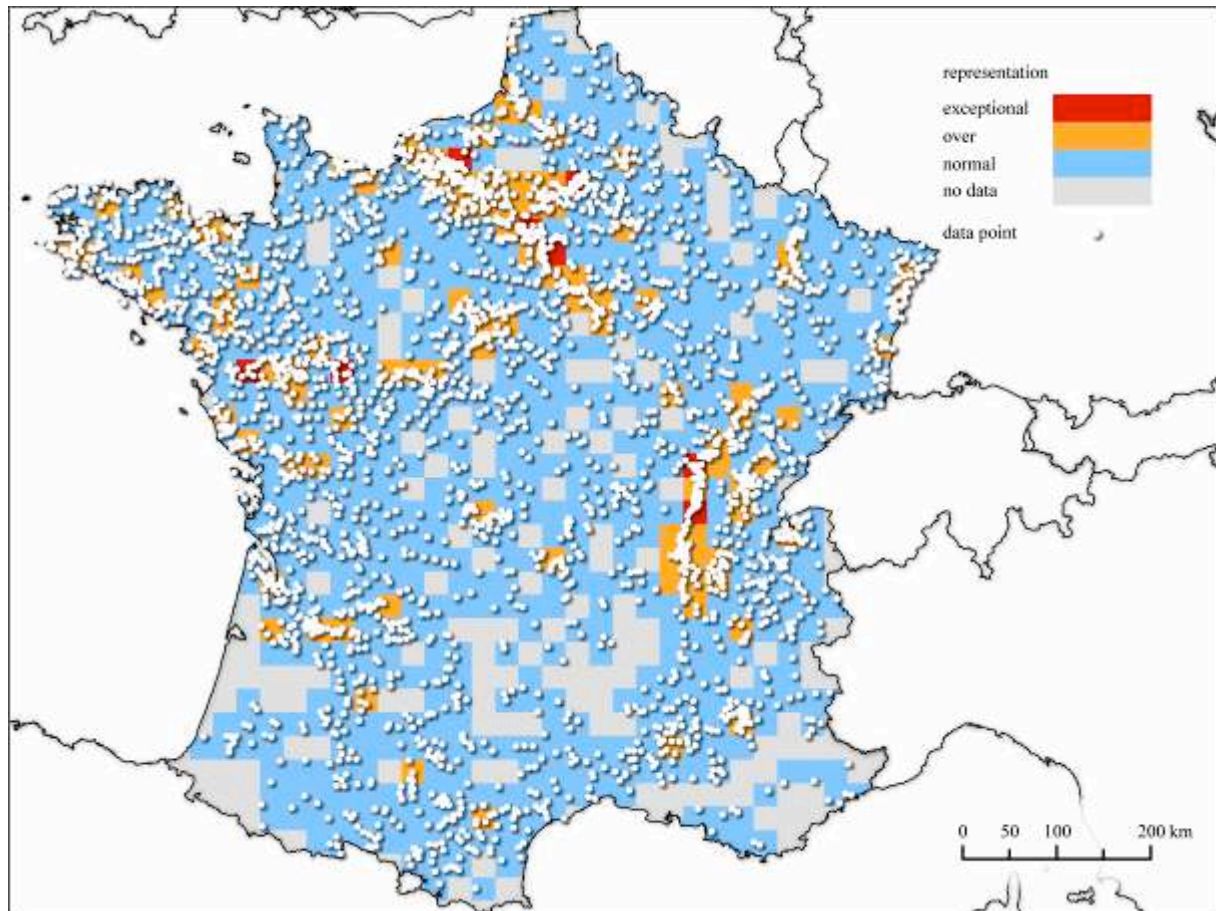 representation
exceptional
over
normal
no data
data point
0 50 100 200 km